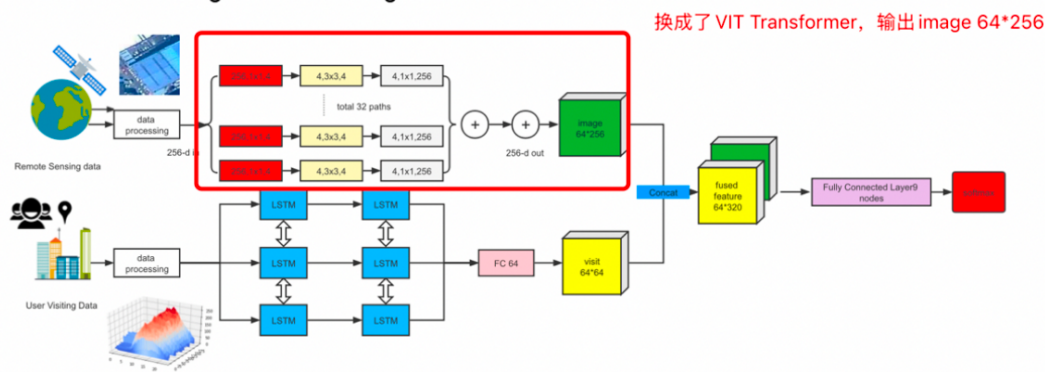 换成了VIT Transformer，输出image 64*256
4,3x3,4
4,1x1,256
total 32 paths
4,3x3,4
4,1x1,256
4,3x3,4
4,1x1,256
data
processing
256-d in
256-d out
image
64*256
Remote Sensing data
LSTM
LSTM
Concat
fused
feature
64*320
Fully Connected Layer9
nodes
data
processing
LSTM
LSTM
FC 64
visit
64*64
User Visiting Data
LSTM
LSTM